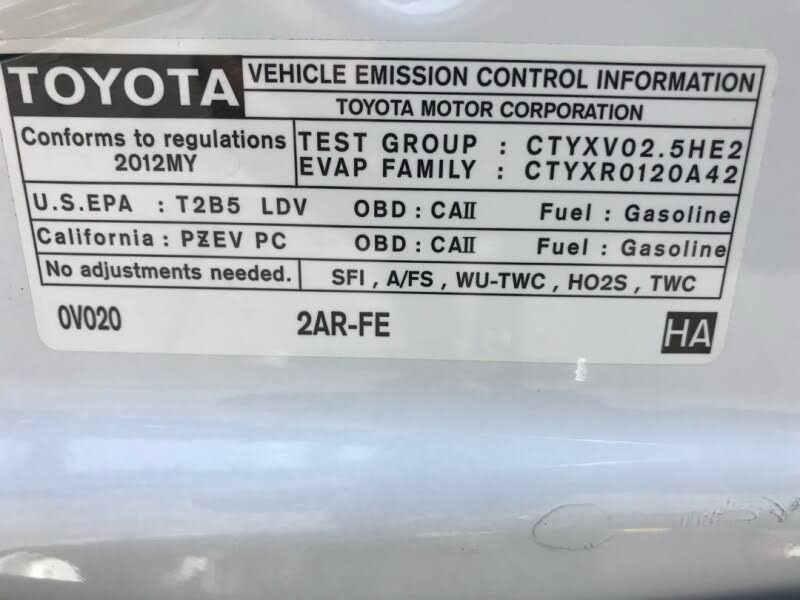 TOYOTA
VEHICLE EMISSION CONTROL INFORMATION
TOYOTA MOTOR CORPORATION
Conforms to regulations
2012MY
TEST GROUP : CTYXV02.5HE2
EVAP FAMILY : CTYXR0120A42
U.S.EPA : T2B5 LDV OBD : CAII Fuel : Gasoline
California : PZEV PC OBD : CAII Fuel : Gasoline
No adjustments needed. SFI , A/FS , WU-TWC , HO2S , TWC
0V020 2AR-FE HA